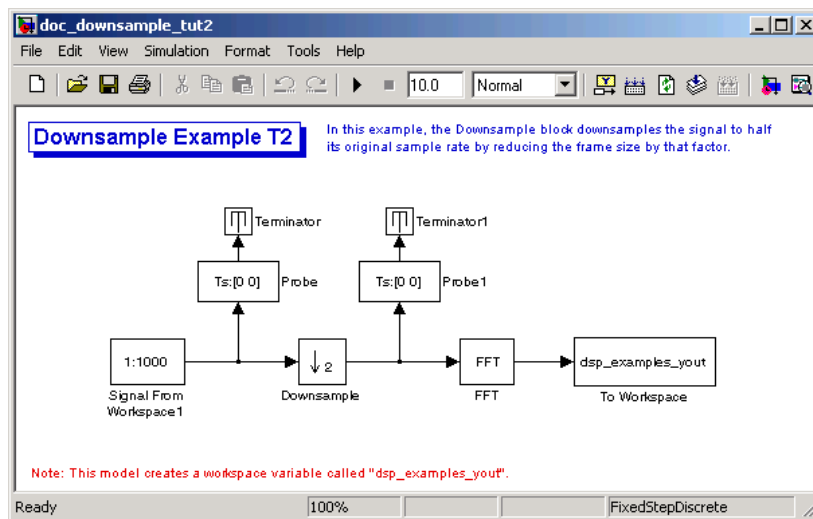 doc_downsample_tut2
File Edit View Simulation Format Tools Help
10.0 Normal
Downsample Example T2
In this example, the Downsample block downsamples the signal to half
its original sample rate by reducing the frame size by that factor.
Terminator
Terminator1
Ts:[0 0]
Probe
Ts:[0 0]
Probe1
1:1000
2
FFT
dsp_examples_yout
Signal From
Workspace1
Downsample
FFT
To Workspace
Note: This model creates a workspace variable called "dsp_examples_yout".
Ready 100% FixedStepDiscrete